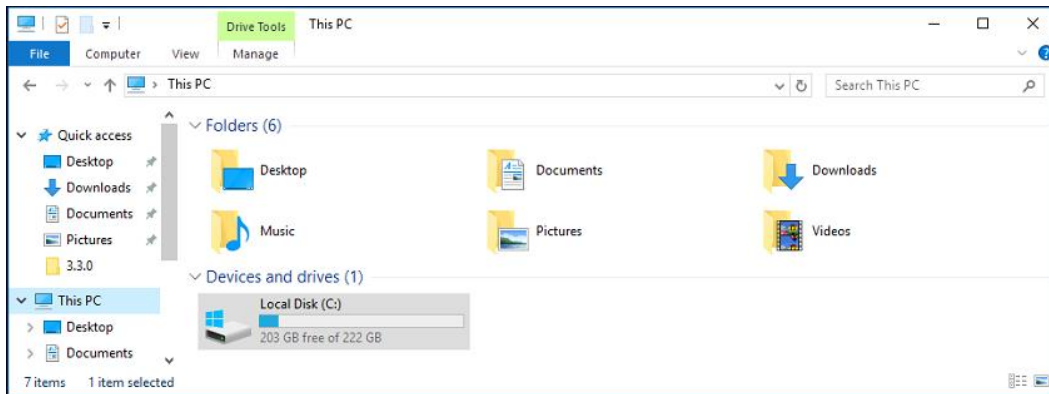 Drive Tools This PC
File Computer View Manage
This PC Search This PC
Quick access
Desktop
Downloads
Documents
Pictures
3.3.0
This PC
Desktop
Documents
Folders (6)
Desktop Documents Downloads
Music Pictures Videos
Devices and drives (1)
Local Disk (C:)
203 GB free of 222 GB
7 items 1 item selected